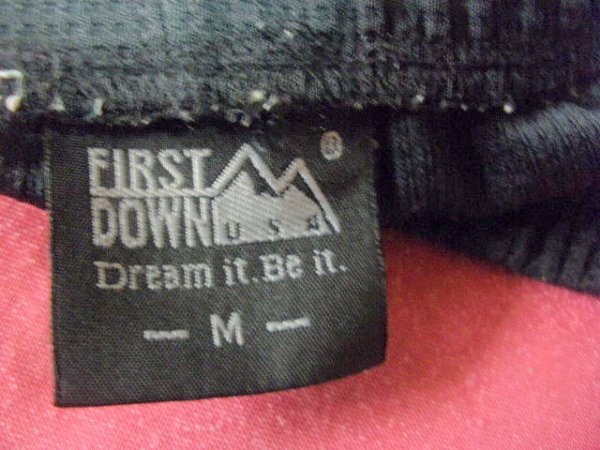 FIRST ®
DOWN USA
Dream it. Be it.
— M —